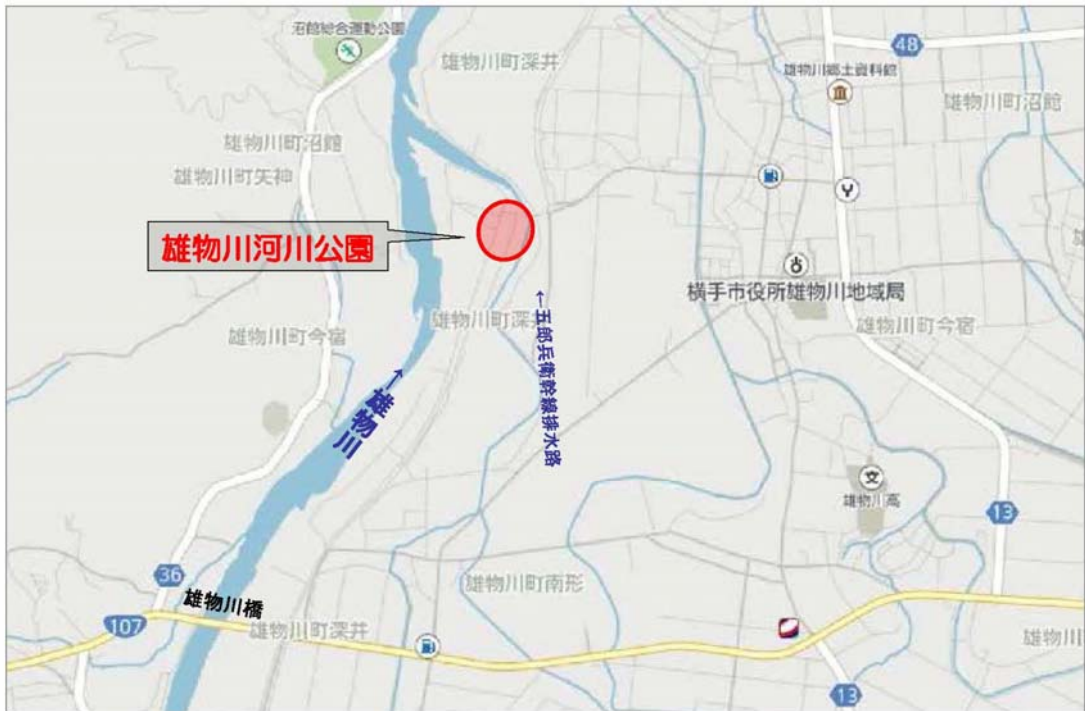 沼館総合運動公園
雄物川町深井
48
雄物川郷土資料館
雄物川町沼館
雄物川町沼館
雄物川町矢神
雄物川河川公園
横手市役所雄物川地域局
雄物川町深井
雄物川町今宿
雄物川町今宿
←五郎兵衛幹線排水路
←雄物川
文
雄物川高
13
36
雄物川町南形
雄物川橋
107
雄物川町深井
雄物川
13